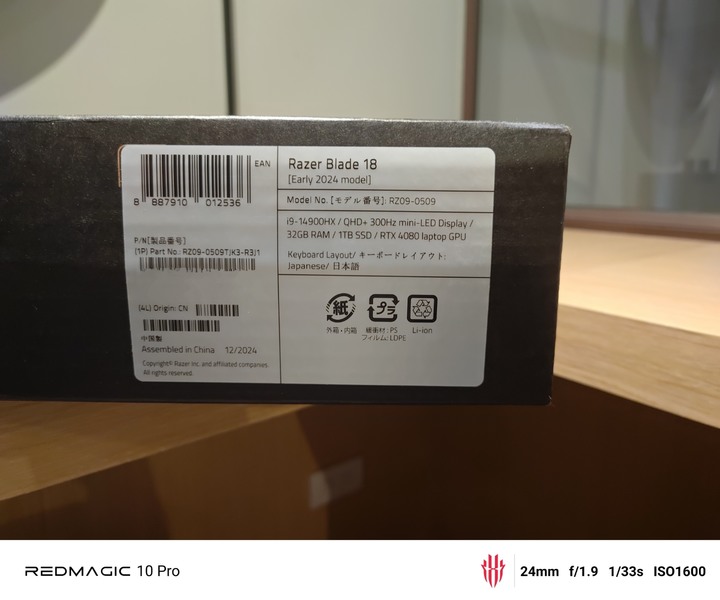 EAN
8 887910 012536
P/N[製品番号]
(1P) Part No.: RZ09-0509TJK3-R3J1
(4L) Origin: CN
中国製
Assembled in China 12/2024
Copyright© Razer Inc. and affiliated companies.
All rights reserved.
Razer Blade 18
[Early 2024 model]
Model No. [モデル番号]: RZ09-0509
i9-14900HX / QHD+ 300Hz mini-LED Display /
32GB RAM / 1TB SSD / RTX 4080 laptop GPU
Keyboard Layout/ キーボードレイアウト:
Japanese/ 日本語
紙
プラ
外箱・内箱
緩衝材: PS
フィルム: LDPE
Li-ion
REDMAGIC 10 Pro
24mm f/1.9 1/33s ISO1600